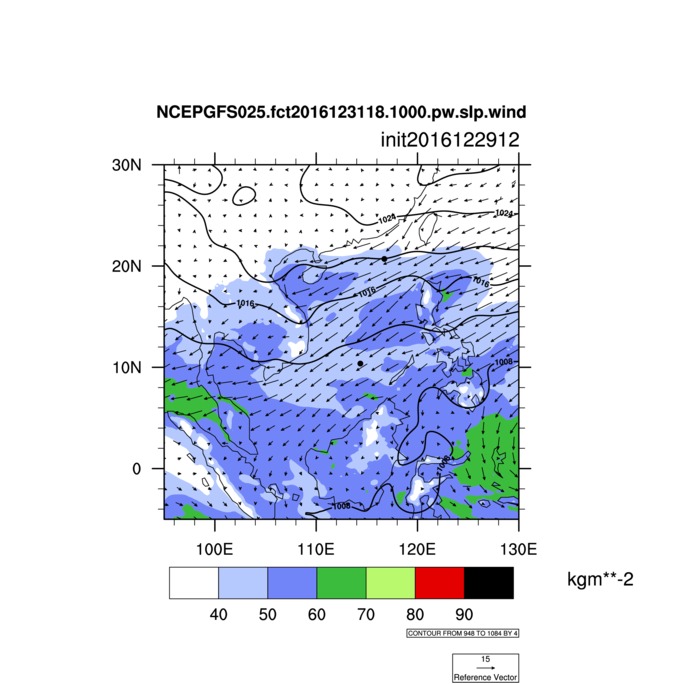 NCEPGFS025.fct2016123118.1000.pw.slp.wind
init2016122912
30N
1024
1024
20N
1016
1016
1016
10N
1008
1008
0
1008
100E 110E 120E 130E
kgm**-2
40 50 60 70 80 90
CONTOUR FROM 948 TO 1084 BY 4
15
Reference Vector